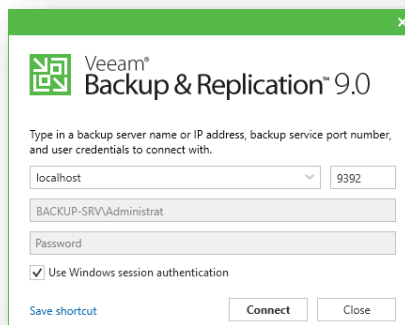 Veeam®
Backup & Replication™ 9.0
Type in a backup server name or IP address, backup service port number,
and user credentials to connect with.
localhost 9392
BACKUP-SRV\Administrat
Password
Use Windows session authentication
Save shortcut Connect Close